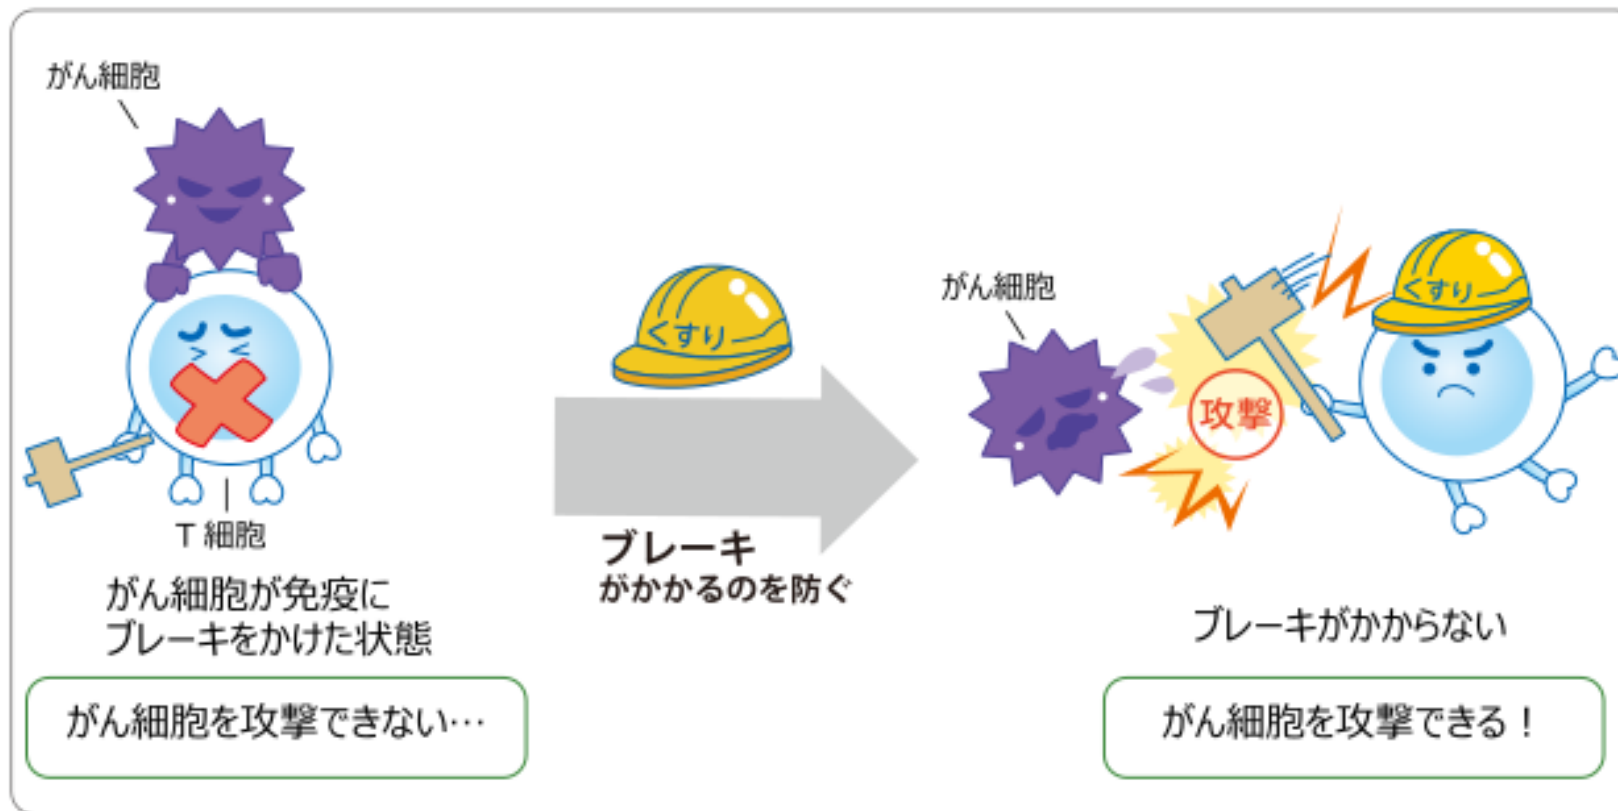 がん細胞
T 細胞
がん細胞が免疫に
ブレーキをかけた状態
がん細胞を攻撃できない…
くすり
ブレーキ
がかかるのを防ぐ
がん細胞
攻撃
くすり
ブレーキがかからない
がん細胞を攻撃できる！